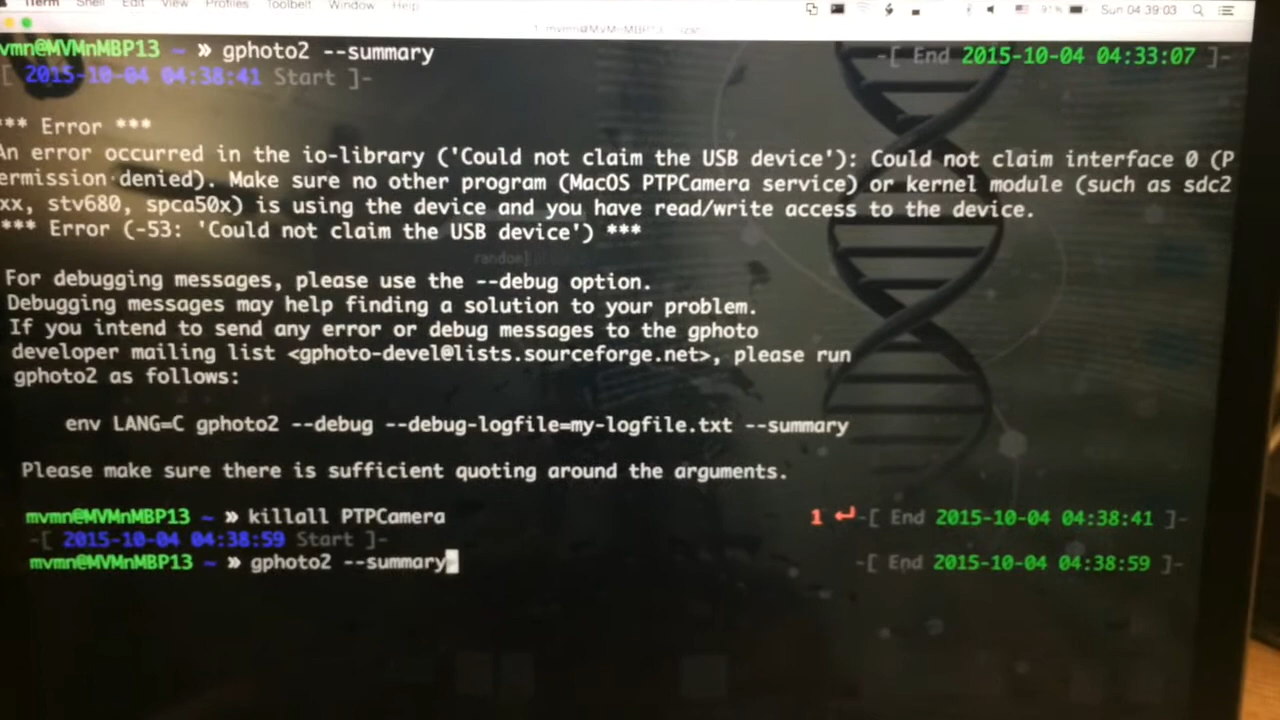 iTerm Shell Edit View Profiles Toolbelt Window Help 91% Sun 04:39:03
mvmn@MVMnMBP13 ~ » gphoto2 --summary -[ End 2015-10-04 04:33:07 ]-
[ 2015-10-04 04:38:41 Start ]-
*** Error ***
An error occurred in the io-library ('Could not claim the USB device'): Could not claim interface 0 (P
ermission denied). Make sure no other program (MacOS PTPCamera service) or kernel module (such as sdc2
xx, stv680, spca50x) is using the device and you have read/write access to the device.
*** Error (-53: 'Could not claim the USB device') ***
random]
For debugging messages, please use the --debug option.
Debugging messages may help finding a solution to your problem.
If you intend to send any error or debug messages to the gphoto
developer mailing list <gphoto-devel@lists.sourceforge.net>, please run
gphoto2 as follows:
env LANG=C gphoto2 --debug --debug-logfile=my-logfile.txt --summary
Please make sure there is sufficient quoting around the arguments.
mvmn@MVMnMBP13 ~ » killall PTPCamera 1 ↵ -[ End 2015-10-04 04:38:41 ]-
-[ 2015-10-04 04:38:59 Start ]-
mvmn@MVMnMBP13 ~ » gphoto2 --summary -[ End 2015-10-04 04:38:59 ]-